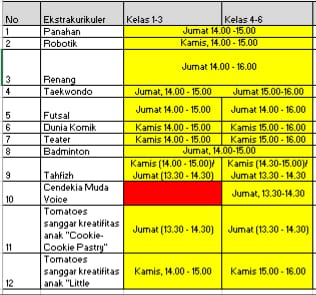 No Ekstrakurikuler Kelas 1-3 Kelas 4-6
1 Panahan Jumat 14.00 -15.00
2 Robotik Kamis, 14.00 - 15.00
3 Renang Jumat 14.00 - 16.00
4 Taekwondo Jumat, 14.00 - 15.00 Jumat 15.00-16.00
5 Futsal Jumat 14.00 - 15.00 Jumat 15.00 - 16.00
6 Dunia Komik Kamis 14.00 - 15.00 Kamis 15.00 - 16.00
7 Teater Kamis 14.00 - 15.00 Kamis 15.00 - 16.00
8 Badminton Jumat, 14.00-15.00
Kamis (14.00 - 15.00)/ Kamis (14.30-15.00)/
9 Tahfizh Jumat (13.30 - 14.30) Jumat (13.30 - 14.30)
Cendekia Muda
10 Voice Jumat, 13.30-14.30
Tomatoes
sanggar kreatifitas
anak "Cookie-
11 Cookie Pastry" Jumat (13.30 - 14.30) Jumat (13.30 - 14.30)
Tomatoes
sanggar kreatifitas
12 anak "Little Kamis, 14.00 - 15.00 Kamis 15.00 - 16.00